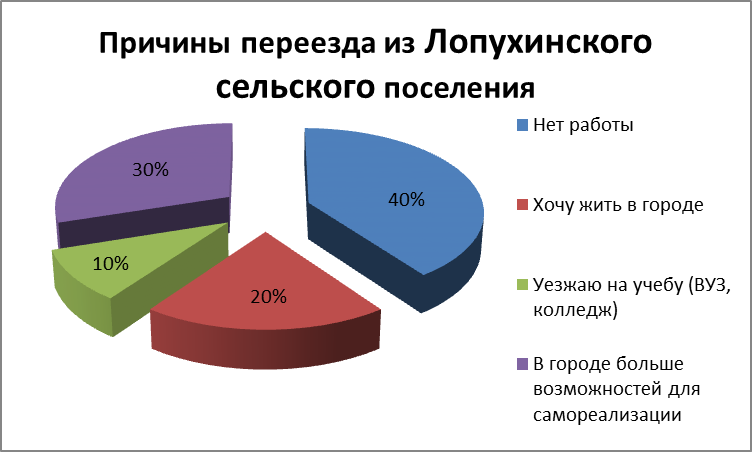 Причины переезда из Лопухинского
сельского поселения
30%
40%
10%
20%
Нет работы
Хочу жить в городе
Уезжаю на учебу (ВУЗ,
колледж)
В городе больше
возможностей для
самореализации